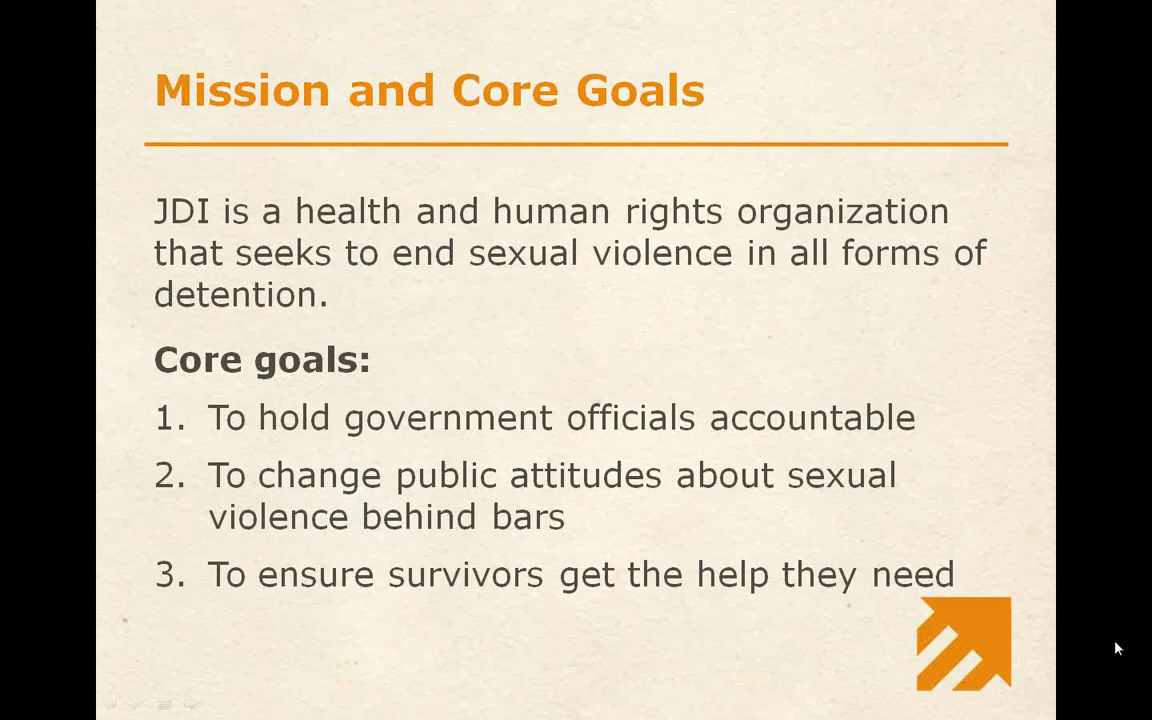 Mission and Core Goals
JDI is a health and human rights organization
that seeks to end sexual violence in all forms of
detention.
Core goals:
1. To hold government officials accountable
2. To change public attitudes about sexual
violence behind bars
3. To ensure survivors get the help they need